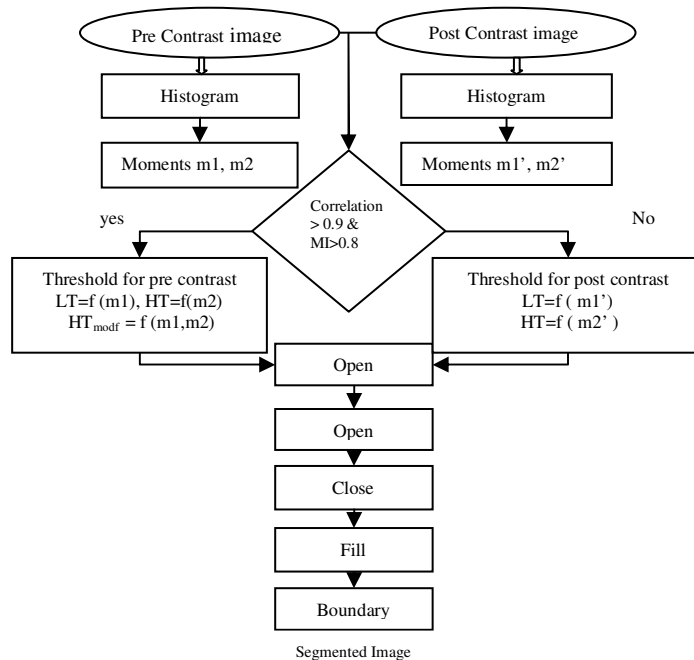 Pre Contrast image
Post Contrast image
Histogram
Histogram
Moments m1, m2
Moments m1’, m2’
Correlation
> 0.9 &
MI>0.8
yes
No
Threshold for pre contrast
LT=f (m1), HT=f(m2)
HTmodf = f (m1,m2)
Threshold for post contrast
LT=f ( m1’)
HT=f ( m2’ )
Open
Open
Close
Fill
Boundary
Segmented Image